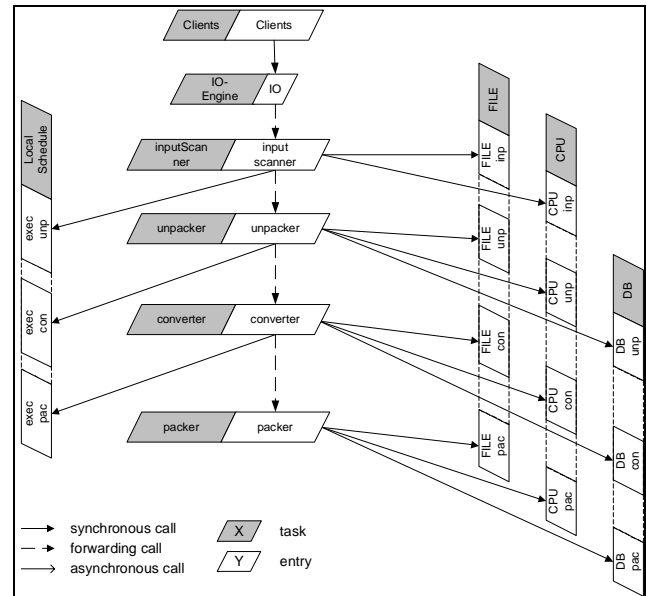 Clients
Clients
IO-
Engine
IO
inputScan
ner
input
scanner
unpacker
unpacker
converter
converter
packer
packer
Local
Schedule
exec
unp
exec
con
exec
pac
FILE
FILE
inp
FILE
unp
FILE
con
FILE
pac
CPU
CPU
inp
CPU
unp
CPU
con
CPU
pac
DB
DB
unp
DB
con
DB
pac
synchronous call
forwarding call
asynchronous call
X
task
Y
entry